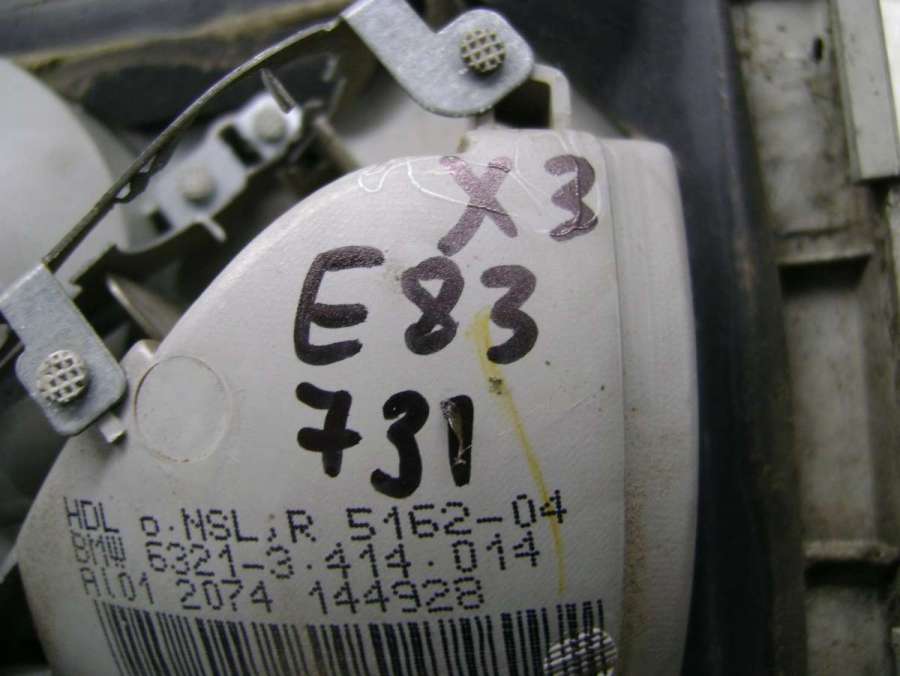 X3
E83
731
HDL o.NSL,R 5162-04
BMW 6321-3.414.014
Al01 2074 144928